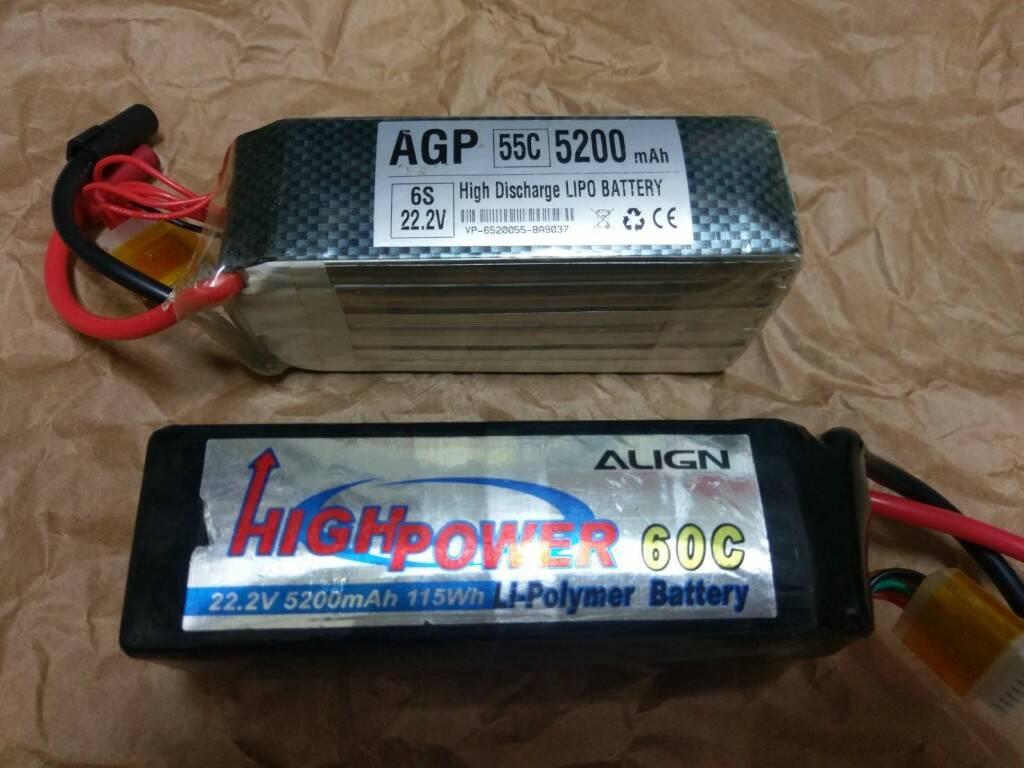 AGP 55C 5200 mAh
6S
22.2V
High Discharge LIPO BATTERY
VP-6520055-BA9037
CE
ALIGN
HIGHPOWER 60C
22.2V 5200mAh 115Wh Li-Polymer Battery